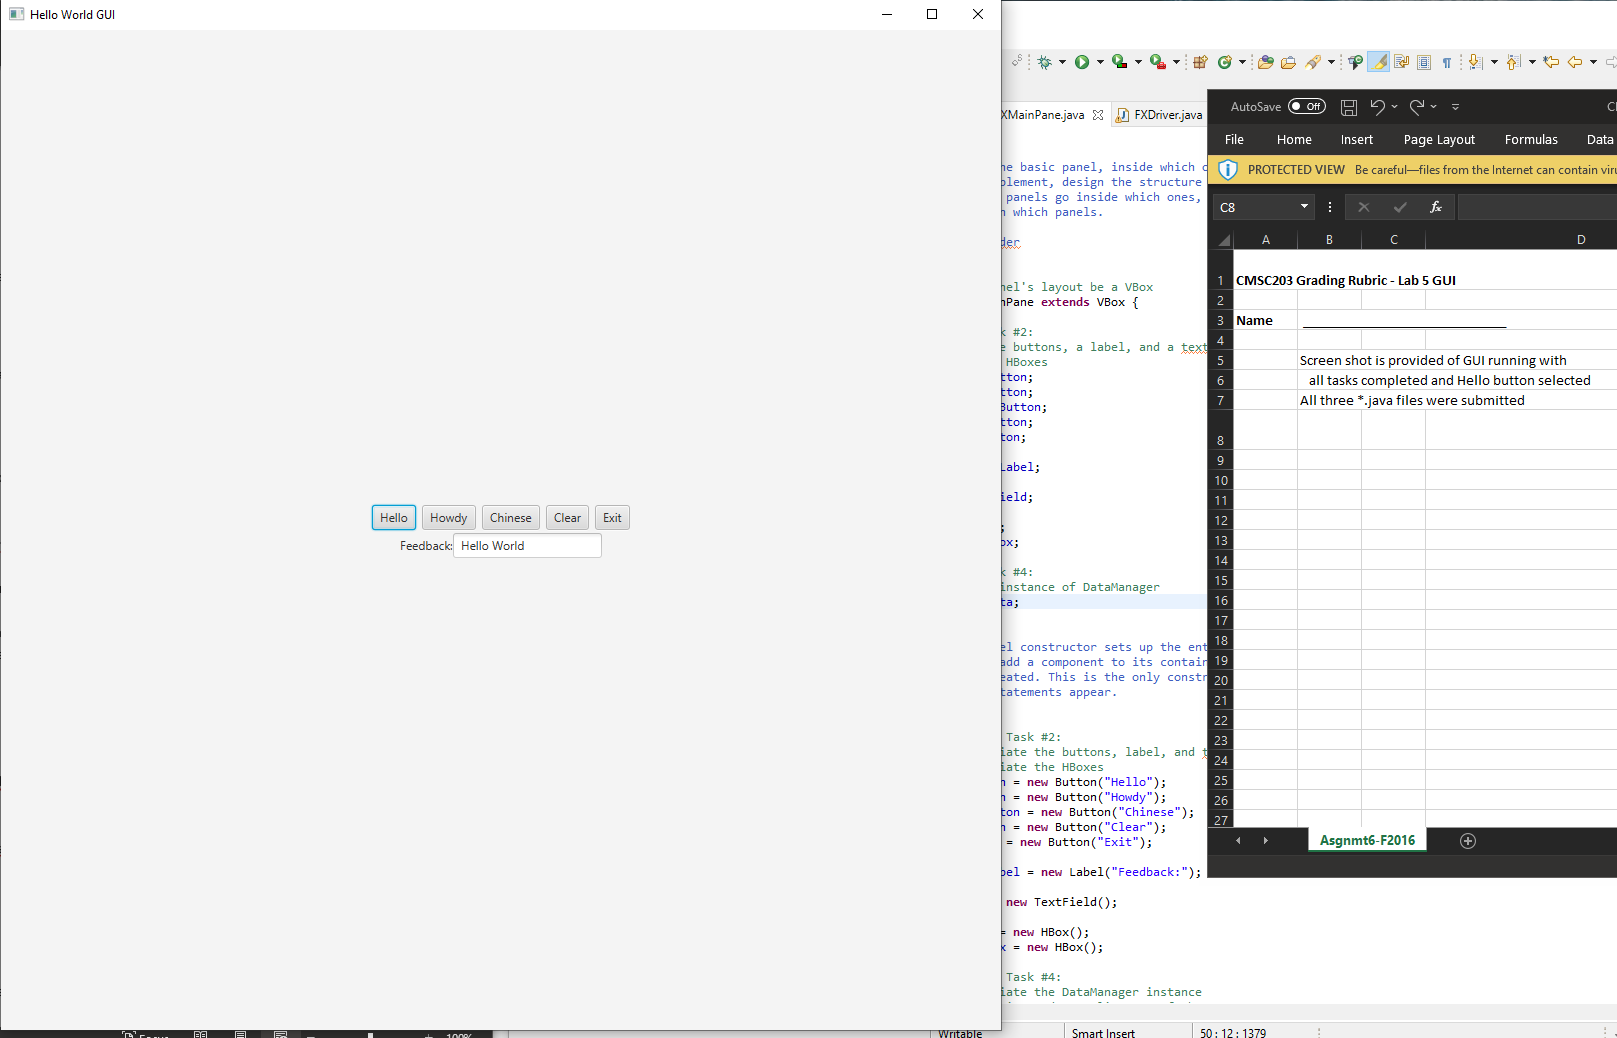 Hello World GUI
Hello
Howdy
Chinese
Clear
Exit
Feedback:
Hello World
XMainPane.java
FXDriver.java
ne basic panel, inside which
plement, design the structure
panels go inside which ones,
which panels.
der
nel's layout be a VBox
nPane extends VBox {
#2:
buttons, a label, and a text
HBoxes
tton;
tton;
Button;
tton;
ton;
Label;
ield;
;
ox;
#4:
instance of DataManager
ta;
el constructor sets up the ent
add a component to its contain
eated. This is the only constr
tatements appear.
Task #2:
iate the buttons, label, and
iate the HBoxes
n = new Button("Hello");
n = new Button("Howdy");
ton = new Button("Chinese");
n = new Button("Clear");
= new Button("Exit");
bel = new Label("Feedback:");
new TextField();
= new HBox();
x = new HBox();
Task #4:
iate the DataManager instance
Writable
Smart Insert
50 : 12 : 1379
Focus
100%
AutoSave Off
File Home Insert Page Layout Formulas Data
PROTECTED VIEW Be careful—files from the Internet can contain viru
C8
fx
A B C D
1 CMSC203 Grading Rubric - Lab 5 GUI
2
3 Name
4
5 Screen shot is provided of GUI running with
6 all tasks completed and Hello button selected
7 All three *.java files were submitted
8
9
10
11
12
13
14
15
16
17
18
19
20
21
22
23
24
25
26
27
Asgnmt6-F2016